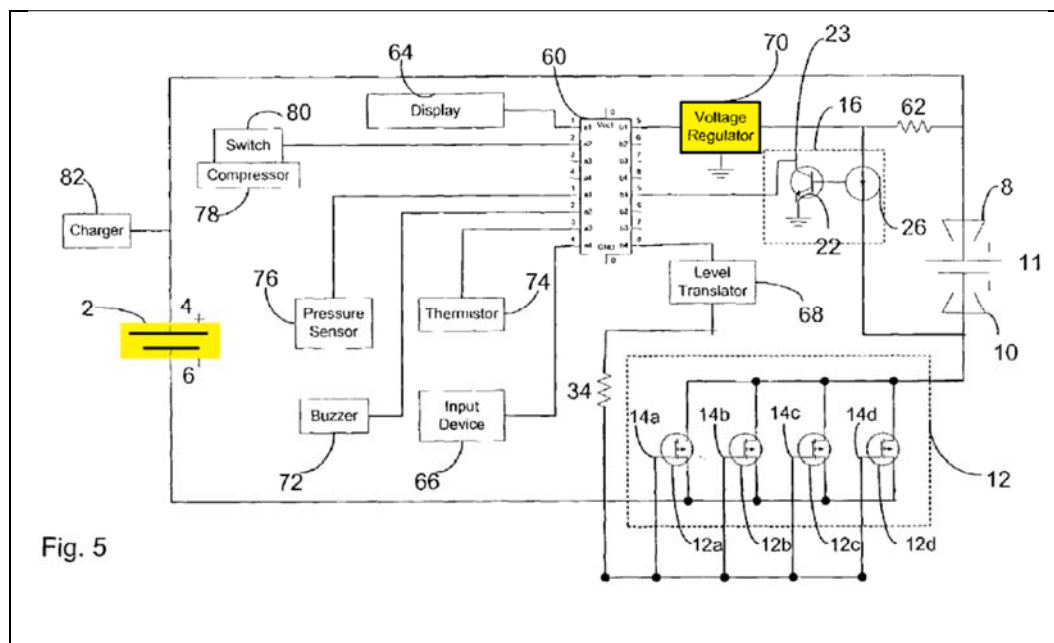 64
60
70
23
80
Display
Voltage
Regulator
16
62
Switch
Compressor
82
78
Charger
22
26
8
11
10
2
4
+
6
76
Pressure
Sensor
74
Thermistor
Level
Translator
68
34
14a
14b
14c
14d
12
Buzzer
72
Input
Device
66
12a
12b
12c
12d
Fig. 5